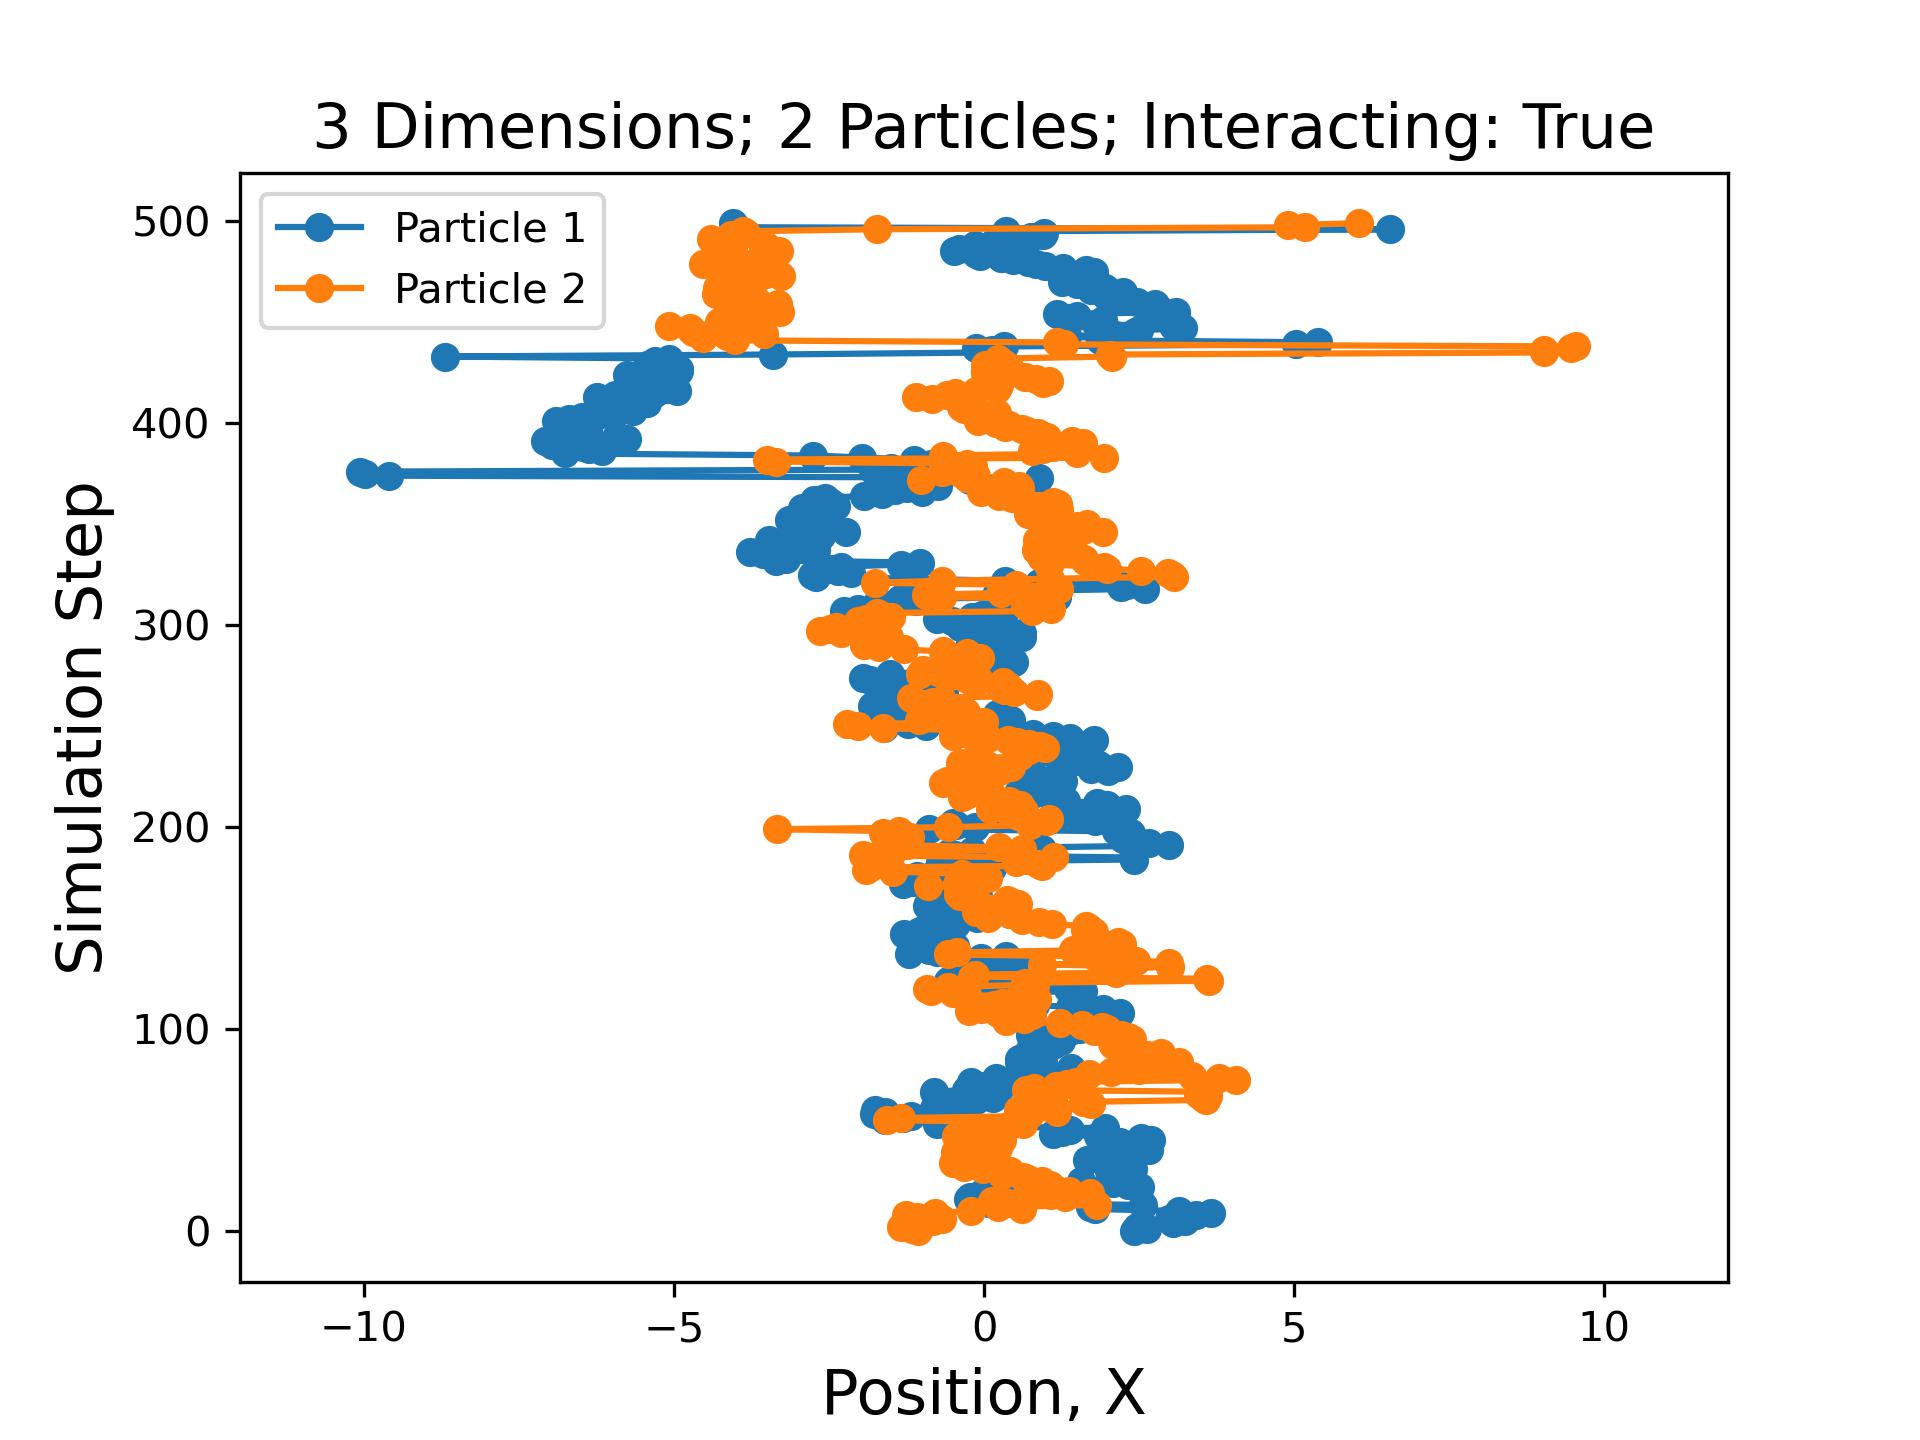 3 Dimensions; 2 Particles; Interacting: True
Particle 1
Particle 2
Simulation Step
500
400
300
200
100
0
−10
−5
0
5
10
Position, X